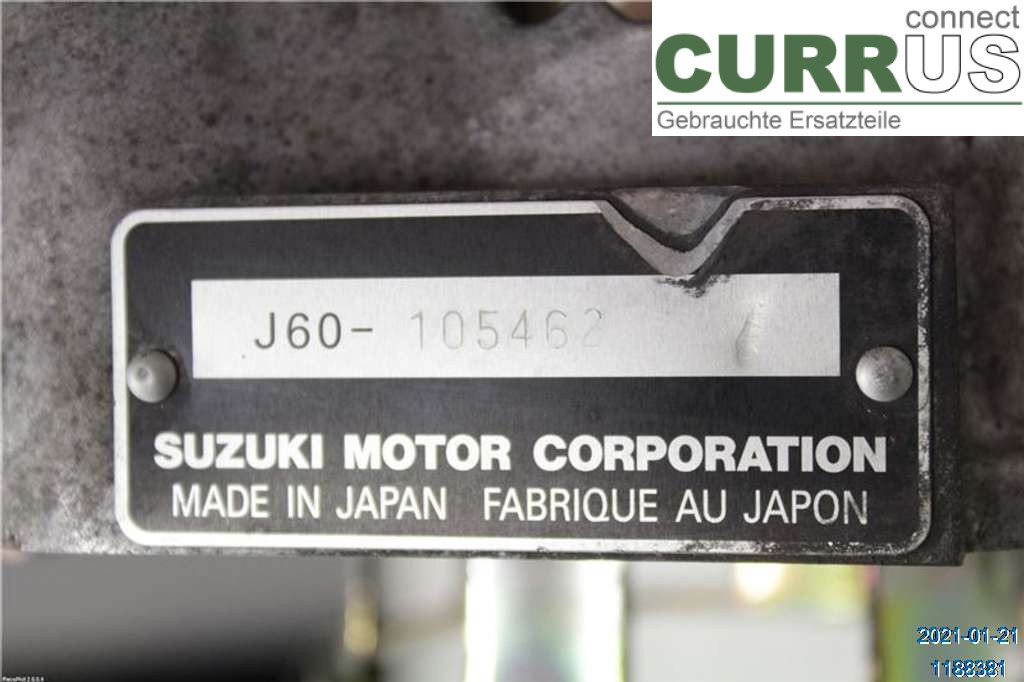 connect
CURRUS
Gebrauchte Ersatzteile
J60- 105462
SUZUKI MOTOR CORPORATION
MADE IN JAPAN FABRIQUE AU JAPON
2021-01-21
1188381